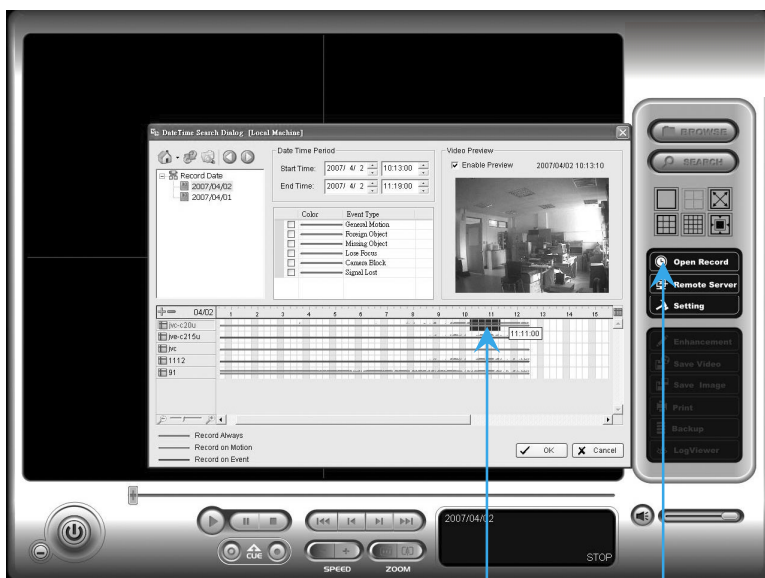 DateTime Search Dialog [Local Machine]
Record Date
2007/04/02
2007/04/01
Date Time Period
Start Time: 2007/ 4/ 2 10:13:00
End Time: 2007/ 4/ 2 11:19:00
Color Event Type
General Motion
Foreign Object
Missing Object
Lose Focus
Camera Block
Signal Lost
Video Preview
Enable Preview 2007/04/02 10:13:10
04/02 1 2 3 4 5 6 7 8 9 10 11 12 13 14 15
jvc-c20u
jve-c215u
jvc
1112
91
11:11:00
Record Always
Record on Motion
Record on Event
OK Cancel
BROWSE
SEARCH
Open Record
Remote Server
Setting
Enhancement
Save Video
Save Image
Print
Backup
LogViewer
CUE
SPEED
ZOOM
2007/04/02
STOP